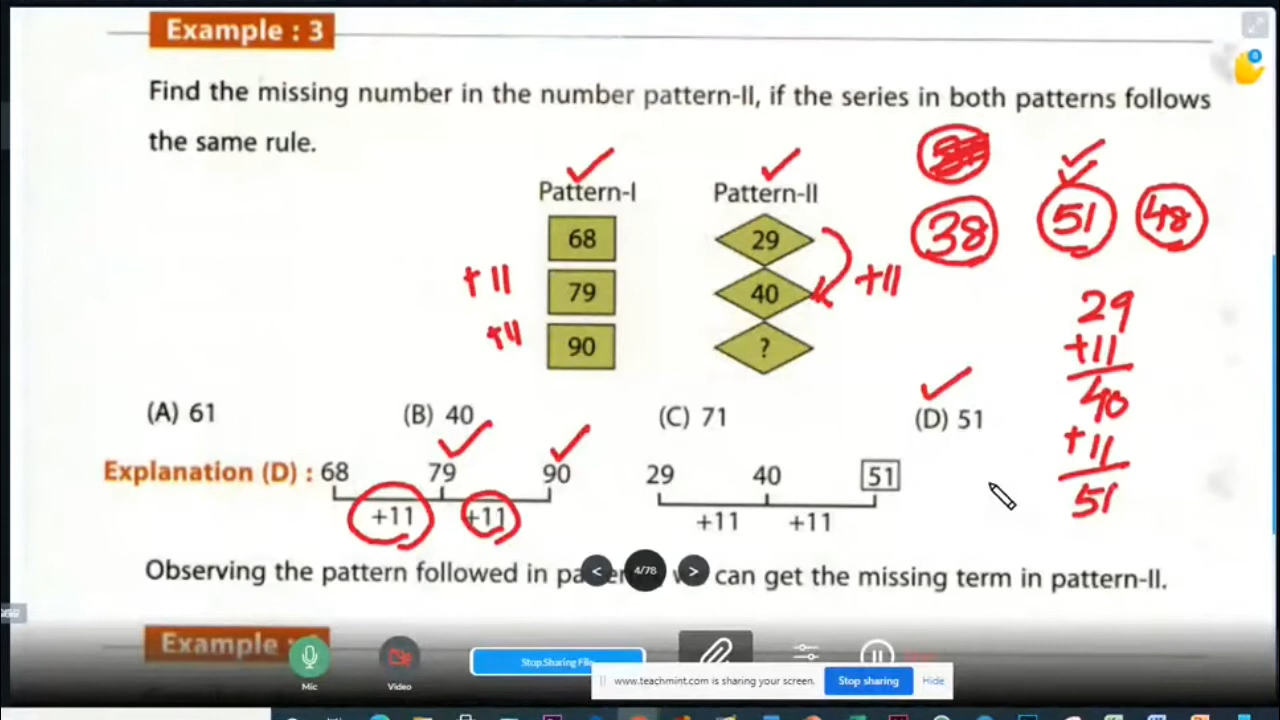 Example : 3
Find the missing number in the number pattern-II, if the series in both patterns follows
the same rule.
Pattern-I Pattern-II
68 29
79 40
90 ?
+11
+11
+11
38 51 48
29
+11
40
+11
51
(A) 61 (B) 40 (C) 71 (D) 51
Explanation (D) : 68 79 90 29 40 51
+11 +11 +11 +11
Observing the pattern followed in can get the missing term in pattern-II.
4/78
Example :
Mic
Video
Stop Sharing File
www.teachmint.com is sharing your screen.
Stop sharing
Hide